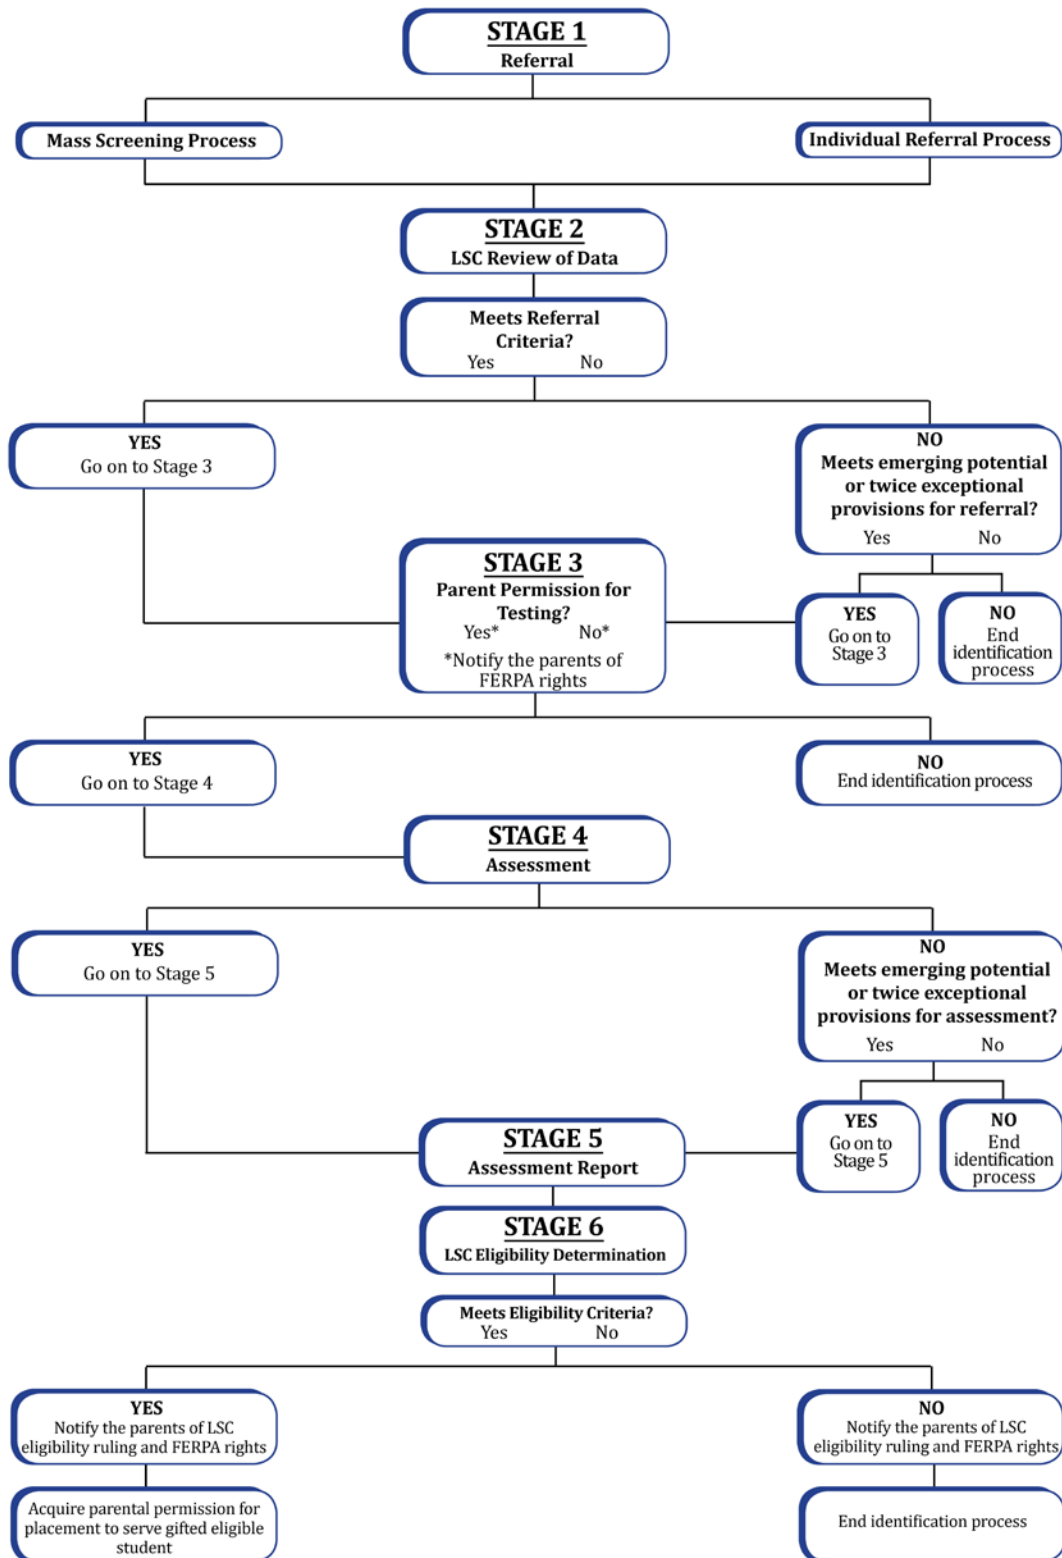 STAGE 1
Referral
Mass Screening Process
Individual Referral Process
STAGE 2
LSC Review of Data
Meets Referral
Criteria?
Yes No
YES
Go on to Stage 3
NO
Meets emerging potential
or twice exceptional
provisions for referral?
Yes No
STAGE 3
Parent Permission for
Testing?
Yes* No*
*Notify the parents of
FERPA rights
YES
Go on to
Stage 3
NO
End
identification
process
YES
Go on to Stage 4
NO
End identification process
STAGE 4
Assessment
YES
Go on to Stage 5
NO
Meets emerging potential
or twice exceptional
provisions for assessment?
Yes No
YES
Go on to
Stage 5
NO
End
identification
process
STAGE 5
Assessment Report
STAGE 6
LSC Eligibility Determination
Meets Eligibility Criteria?
Yes No
YES
Notify the parents of LSC
eligibility ruling and FERPA rights
NO
Notify the parents of LSC
eligibility ruling and FERPA rights
Acquire parental permission for
placement to serve gifted eligible
student
End identification process